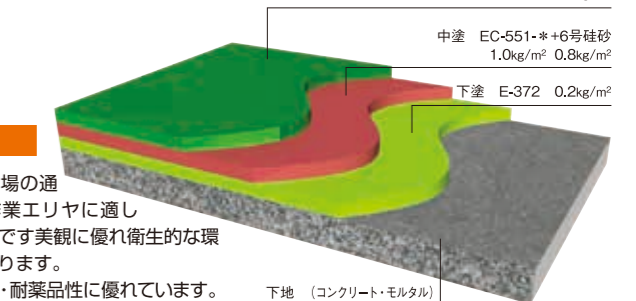 中塗 EC-551-*+6号硅砂
1.0kg/m² 0.8kg/m²
下塗 E-372 0.2kg/m²
場の通
業エリヤに適し
です美観に優れ衛生的な環
ります。
・耐薬品性に優れています。
下地 (コンクリート・モルタル)